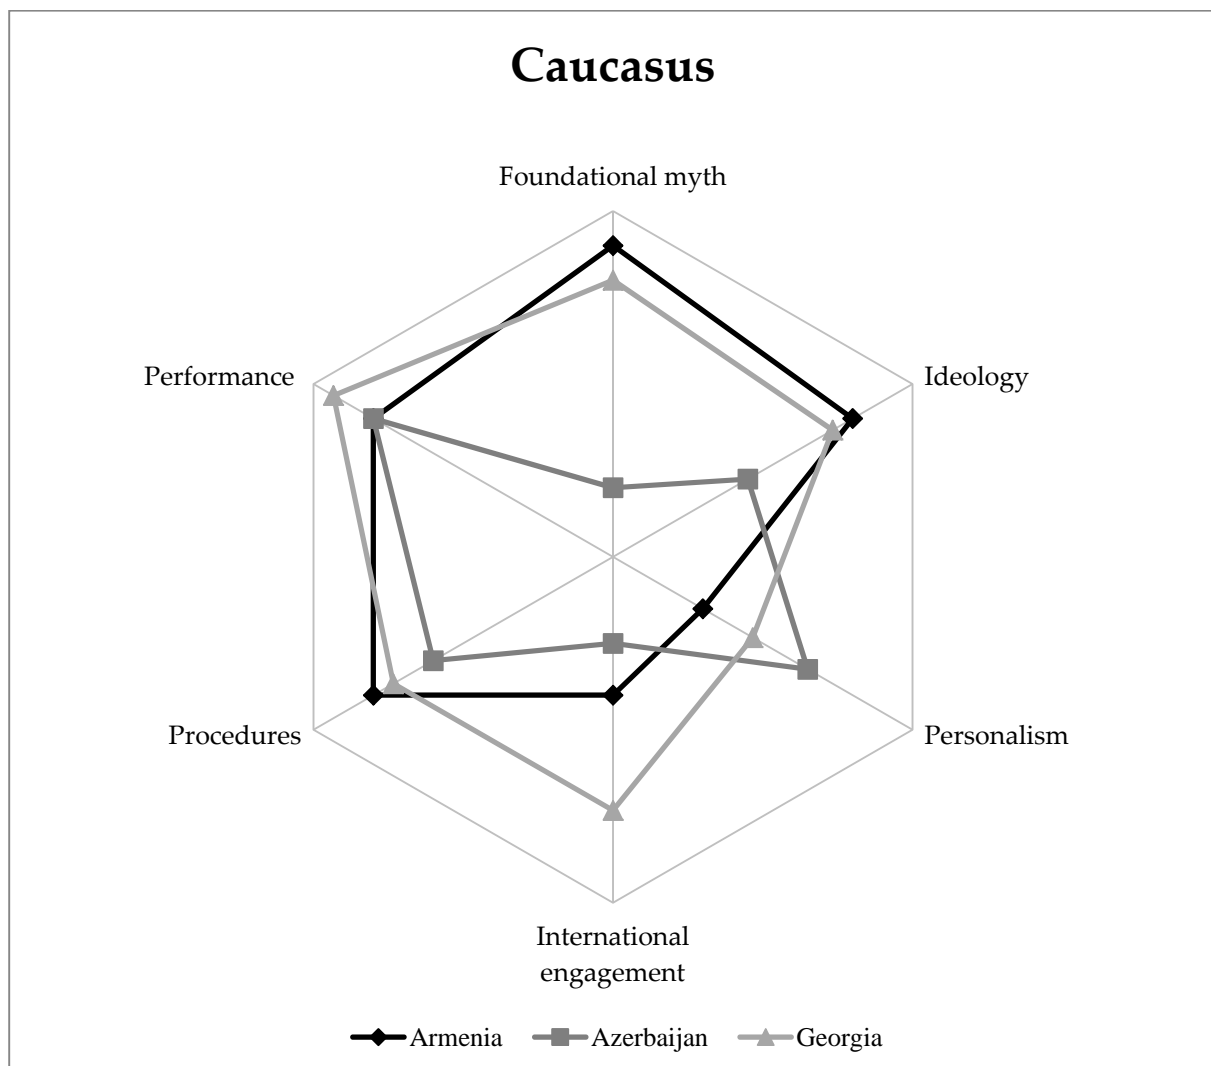 Caucasus
Foundational myth
Performance
Ideology
Procedures
Personalism
International
engagement
Armenia
Azerbaijan
Georgia